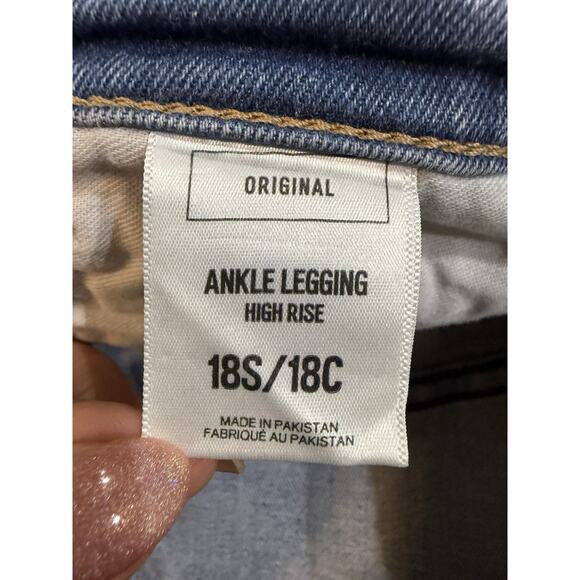 ORIGINAL
ANKLE LEGGING
HIGH RISE
18S/18C
MADE IN PAKISTAN
FABRIQUÉ AU PAKISTAN